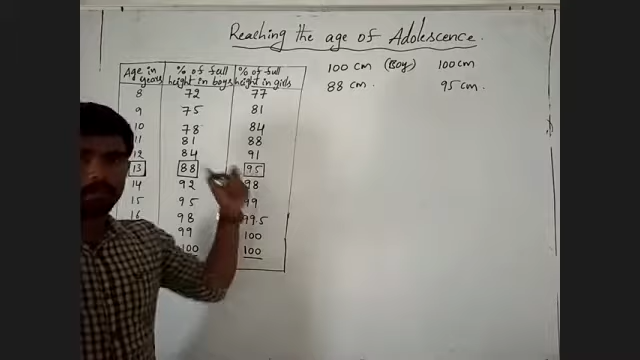 Reaching the age of Adolescence.
100 cm (Boy) 100 cm
88 cm. 95 cm.
Age in years % of full height in boys % of full height in girls
8 72 77
9 75 81
10 78 84
11 81 88
12 84 91
13 88 95
14 92 98
15 95 99
16 98 99.5
99 100
100 100